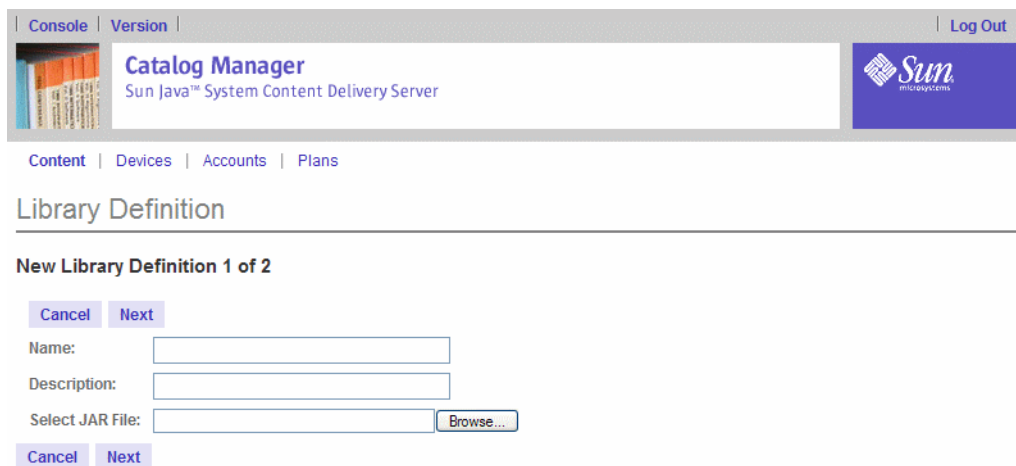 Console | Version | | Log Out
Catalog Manager
Sun Java™ System Content Delivery Server
Sun
microsystems
Content | Devices | Accounts | Plans
Library Definition
New Library Definition 1 of 2
Cancel Next
Name:
Description:
Select JAR File: Browse...
Cancel Next